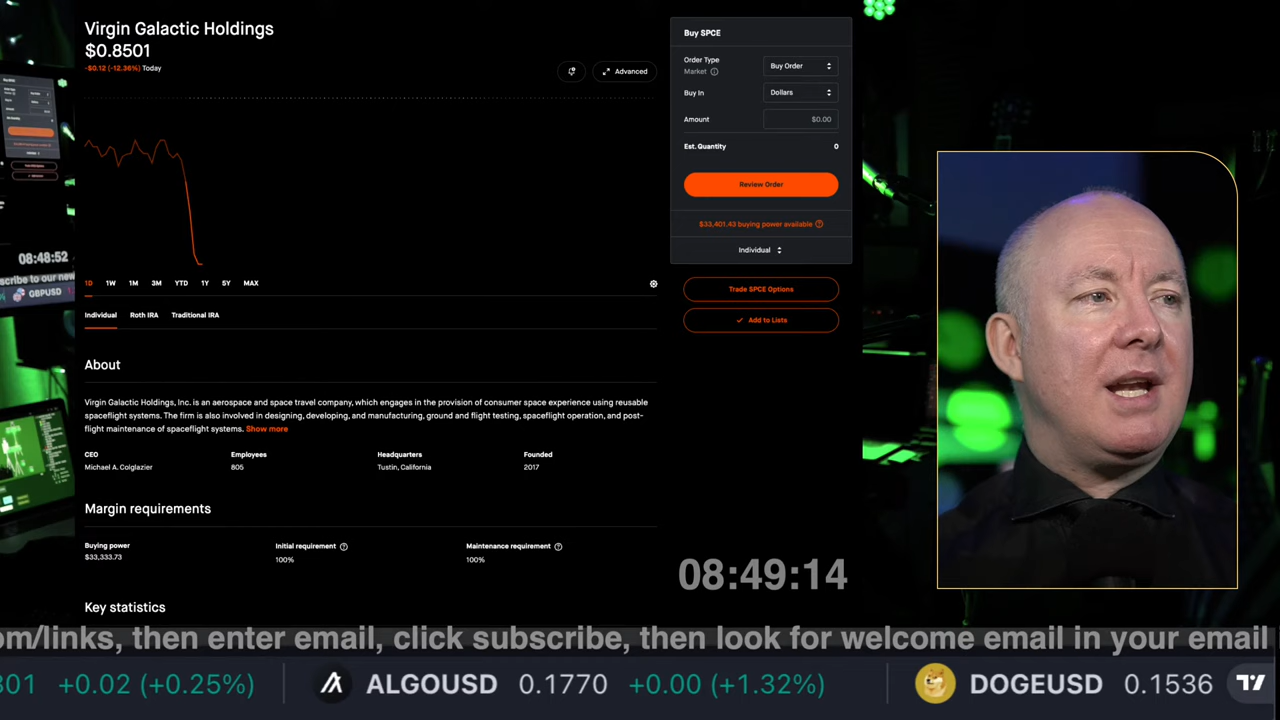 Virgin Galactic Holdings
$0.8501
-$0.12 (-12.36%) Today
Advanced
1D 1W 1M 3M YTD 1Y 5Y MAX
Individual Roth IRA Traditional IRA
About
Virgin Galactic Holdings, Inc. is an aerospace and space travel company, which engages in the provision of consumer space experience using reusable
spaceflight systems. The firm is also involved in designing, developing, and manufacturing, ground and flight testing, spaceflight operation, and post-
flight maintenance of spaceflight systems. Show more
CEO Employees Headquarters Founded
Michael A. Colglazier 805 Tustin, California 2017
Margin requirements
Buying power Initial requirement Maintenance requirement
$33,333.73 100% 100%
Key statistics
Buy SPCE
Order Type Buy Order
Market
Buy In Dollars
Amount $0.00
Est. Quantity 0
Review Order
$33,401.43 buying power available
Individual
Trade SPCE Options
Add to Lists
08:48:52
scribe to our new
GBPUSD
08:49:14
om/links, then enter email, click subscribe, then look for welcome email in your email
301 +0.02 (+0.25%) ALGOUSD 0.1770 +0.00 (+1.32%) DOGEUSD 0.1536